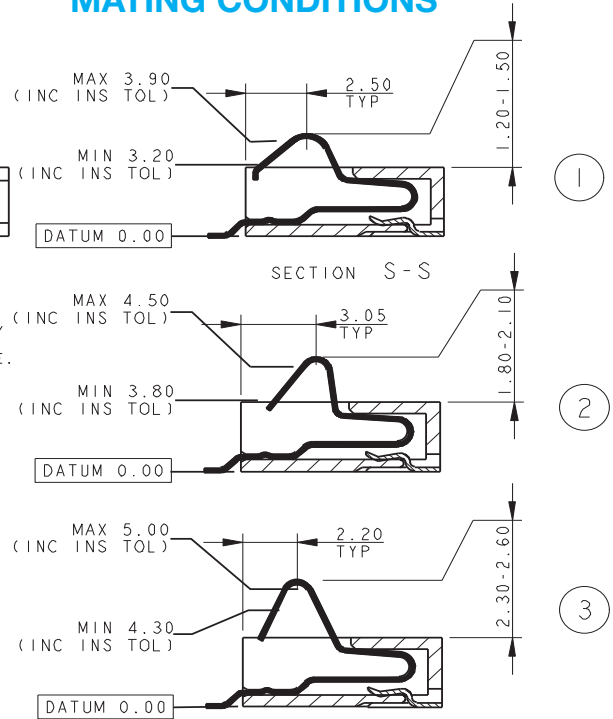 MATING CONDITIONS
MAX 3.90
(INC INS TOL)
2.50
TYP
1.20-1.50
MIN 3.20
(INC INS TOL)
DATUM 0.00
1
SECTION S-S
MAX 4.50
(INC INS TOL)
3.05
TYP
1.80-2.10
E.
MIN 3.80
(INC INS TOL)
DATUM 0.00
2
MAX 5.00
(INC INS TOL)
2.20
TYP
2.30-2.60
MIN 4.30
(INC INS TOL)
DATUM 0.00
3